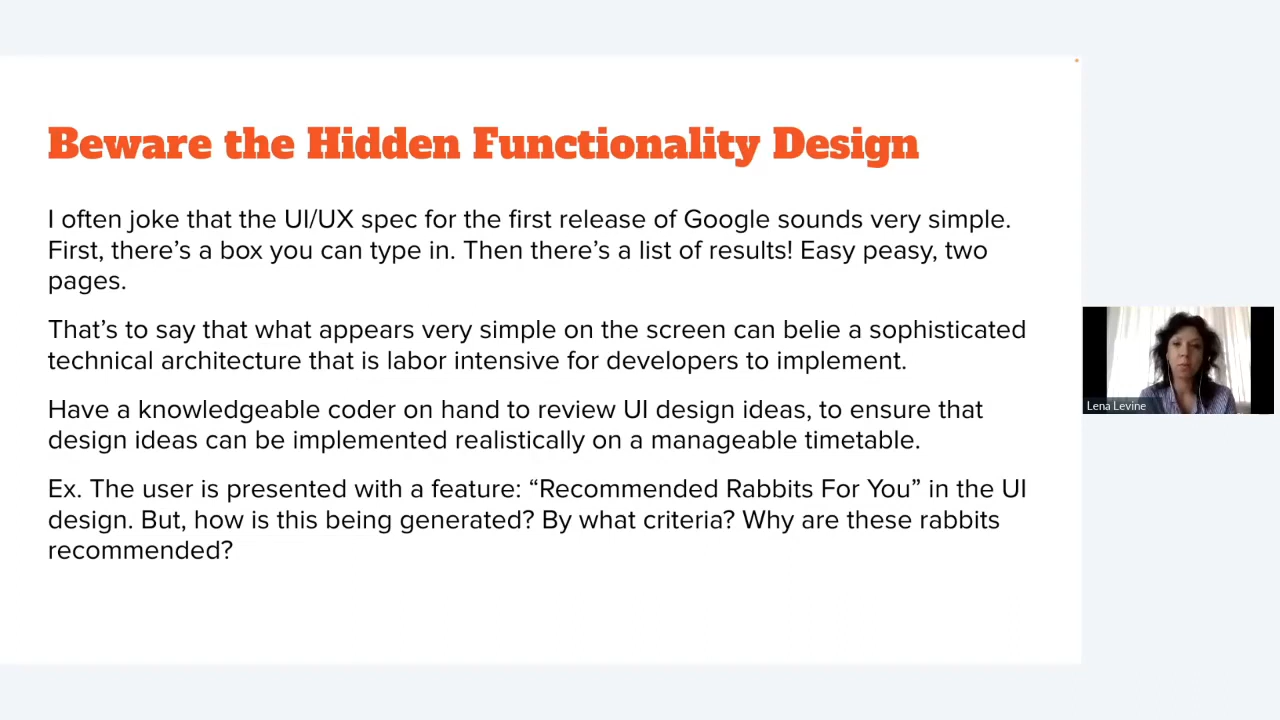 Beware the Hidden Functionality Design
I often joke that the UI/UX spec for the first release of Google sounds very simple.
First, there’s a box you can type in. Then there’s a list of results! Easy peasy, two
pages.
That’s to say that what appears very simple on the screen can belie a sophisticated
technical architecture that is labor intensive for developers to implement.
Have a knowledgeable coder on hand to review UI design ideas, to ensure that
design ideas can be implemented realistically on a manageable timetable.
Ex. The user is presented with a feature: “Recommended Rabbits For You” in the UI
design. But, how is this being generated? By what criteria? Why are these rabbits
recommended?
Lena Levine